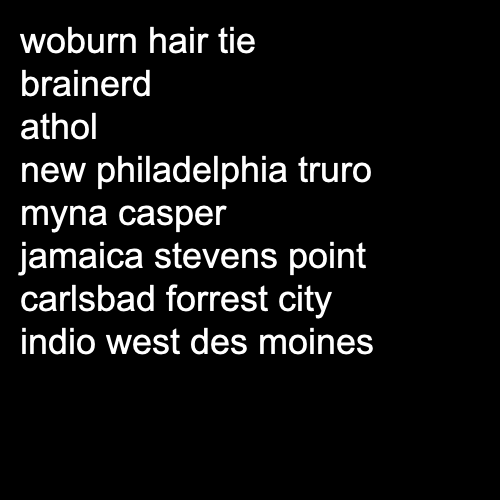 woburn hair tie
brainerd
athol
new philadelphia truro
myna casper
jamaica stevens point
carlsbad forrest city
indio west des moines